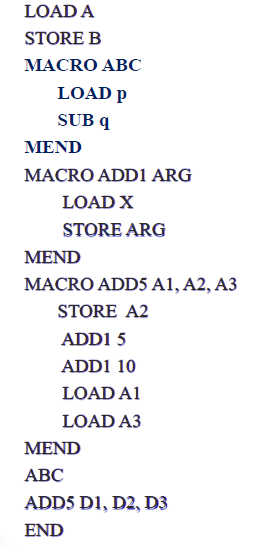 LOAD A
STORE B
MACRO ABC
LOAD p
SUB q
MEND
MACRO ADD1 ARG
LOAD X
STORE ARG
MEND
MACRO ADD5 A1, A2, A3
STORE A2
ADD1 5
ADD1 10
LOAD A1
LOAD A3
MEND
ABC
ADD5 D1, D2, D3
END